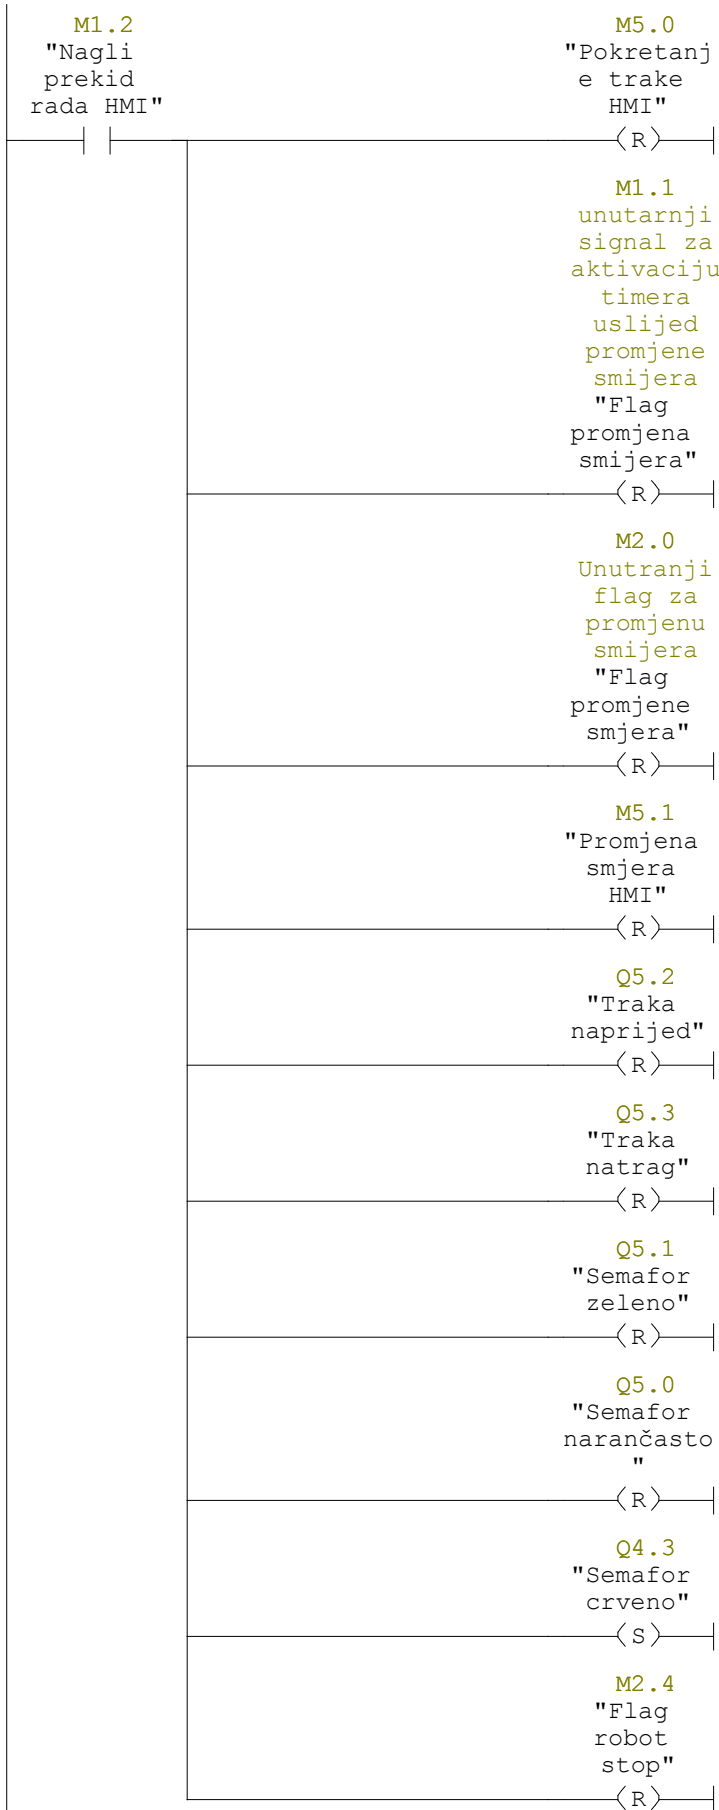 M1.2
"Nagli
prekid
rada HMI"
M5.0
"Pokretanj
e trake
HMI"
R
M1.1
unutarnji
signal za
aktivaciju
timera
uslijed
promjene
smijera
"Flag
promjena
smijera"
R
M2.0
Unutranji
flag za
promjenu
smijera
"Flag
promjene
smjera"
R
M5.1
"Promjena
smjera
HMI"
R
Q5.2
"Traka
naprijed"
R
Q5.3
"Traka
natrag"
R
Q5.1
"Semafor
zeleno"
R
Q5.0
"Semafor
narančasto
"
R
Q4.3
"Semafor
crveno"
S
M2.4
"Flag
robot
stop"
R